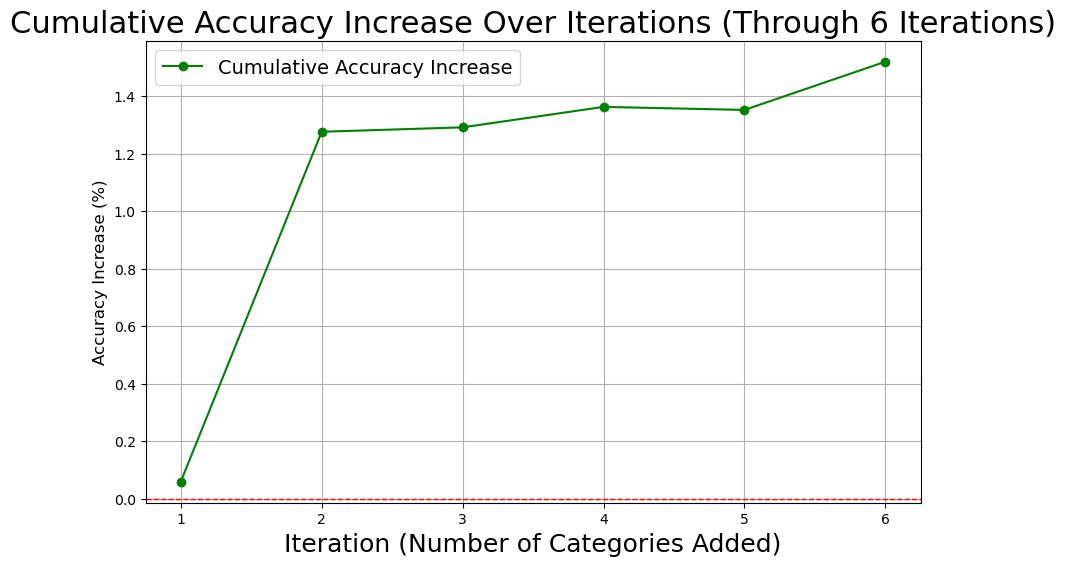 Cumulative Accuracy Increase Over Iterations (Through 6 Iterations)
Cumulative Accuracy Increase
Accuracy Increase (%)
1.4
1.2
1.0
0.8
0.6
0.4
0.2
0.0
1 2 3 4 5 6
Iteration (Number of Categories Added)